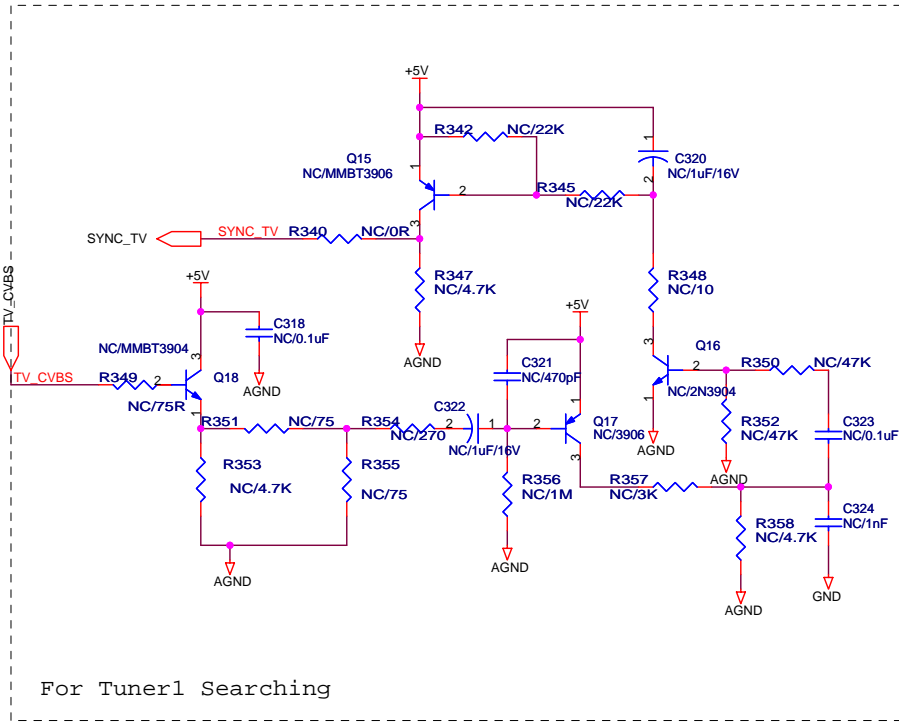 +5V
R342 NC/22K
1
Q15
NC/MMBT3906
1
2
3
C320
NC/1uF/16V
2
R345
NC/22K
SYNC_TV
SYNC_TV
R340 NC/0R
R347
NC/4.7K
R348
NC/10
TV_CVBS
+5V
+5V
AGND
C318
NC/0.1uF
NC/MMBT3904
3
C321
NC/470pF
3
Q16
R350
NC/47K
TV_CVBS
R349
2
Q18
AGND
2
NC/75R
1
R351
NC/75
R354
NC/270
C322
2
1
NC/1uF/16V
2
1
Q17
NC/3906
3
1
NC/2N3904
R352
NC/47K
C323
NC/0.1uF
AGND
AGND
R353
NC/4.7K
R355
NC/75
R356
NC/1M
R357
NC/3K
R358
NC/4.7K
C324
NC/1nF
AGND
AGND
AGND
GND
For Tuner1 Searching